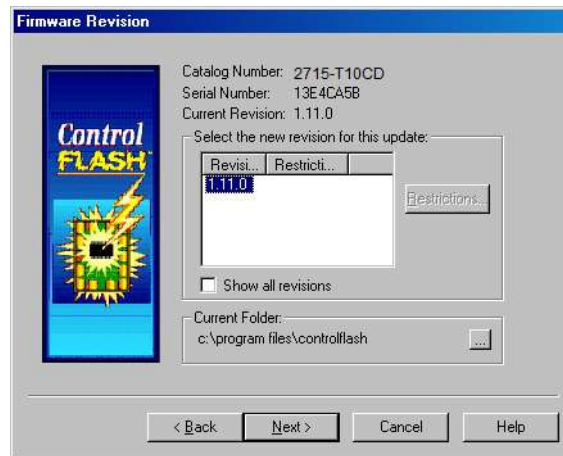 Firmware Revision
Control
FLASH
Catalog Number: 2715-T10CD
Serial Number: 13E4CA5B
Current Revision: 1.11.0
Select the new revision for this update:
Revisi... Restricti...
1.11.0
Restrictions...
Show all revisions
Current Folder:
c:\program files\controlflash
...
< Back Next > Cancel Help